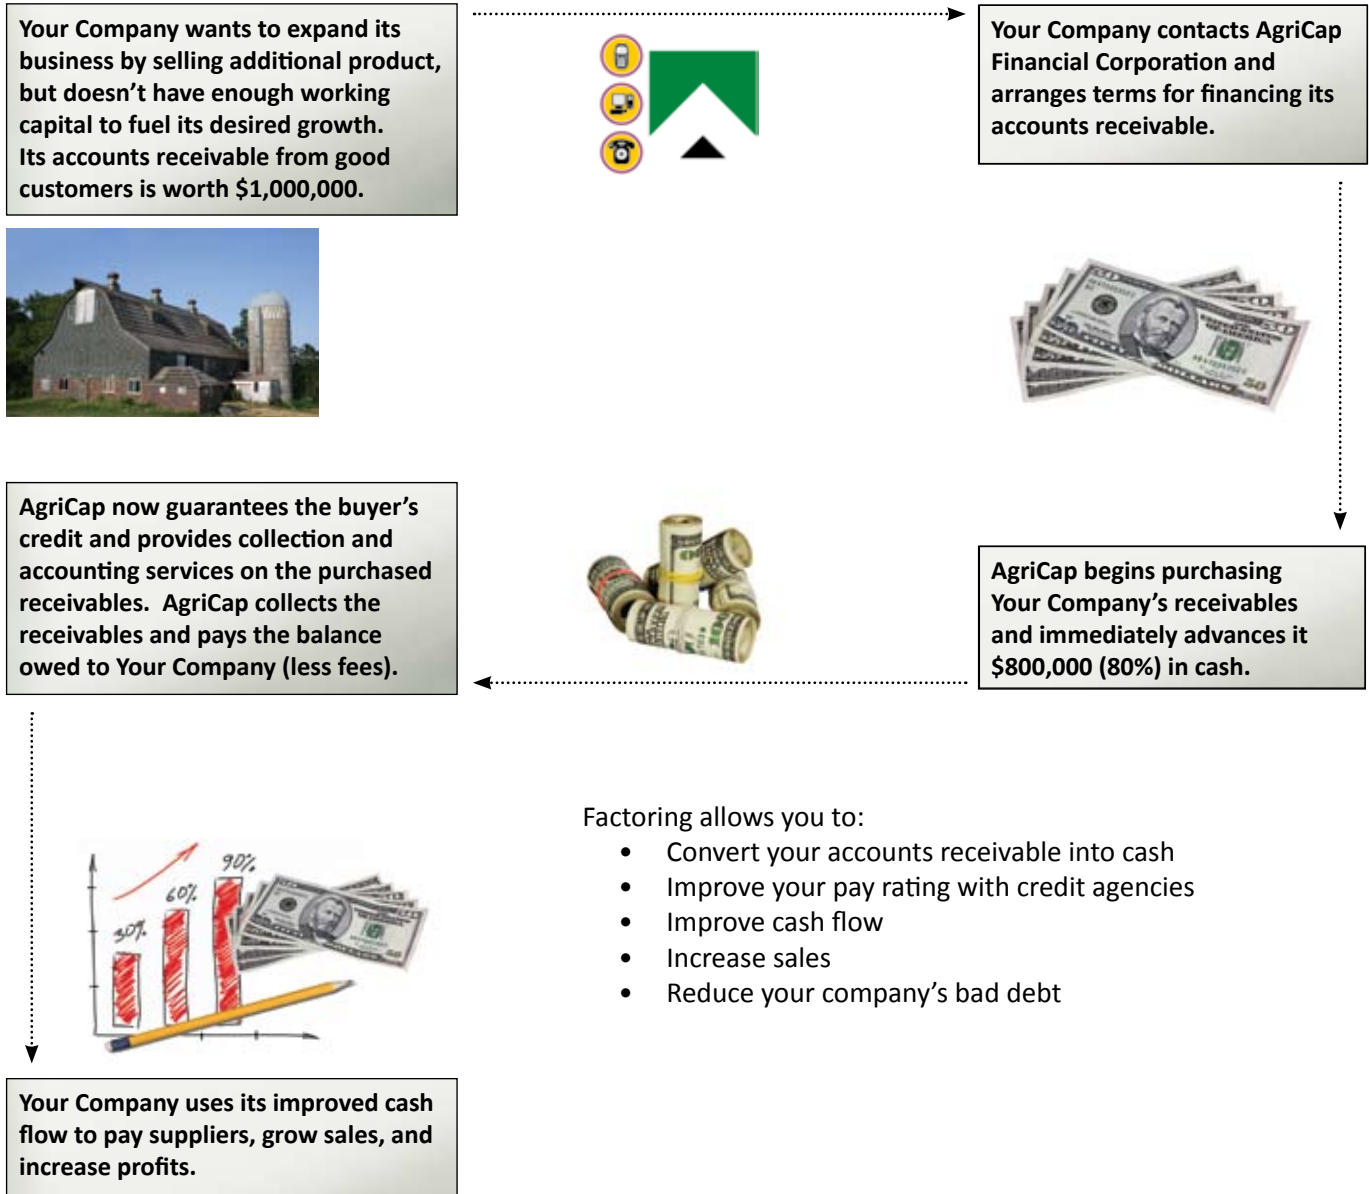 Your Company wants to expand its
business by selling additional product,
but doesn't have enough working
capital to fuel its desired growth.
Its accounts receivable from good
customers is worth $1,000,000.
Your Company contacts AgriCap
Financial Corporation and
arranges terms for financing its
accounts receivable.
AgriCap begins purchasing
Your Company's receivables
and immediately advances it
$800,000 (80%) in cash.
AgriCap now guarantees the buyer's
credit and provides collection and
accounting services on the purchased
receivables.  AgriCap collects the
receivables and pays the balance
owed to Your Company (less fees).
30%
60%
90%
Your Company uses its improved cash
flow to pay suppliers, grow sales, and
increase profits.
Factoring allows you to:
• Convert your accounts receivable into cash
• Improve your pay rating with credit agencies
• Improve cash flow
• Increase sales
• Reduce your company's bad debt